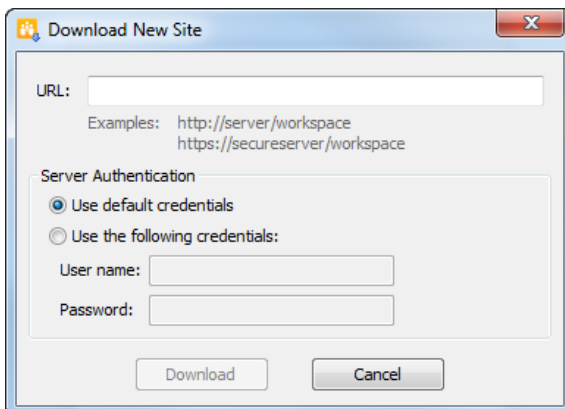 Download New Site
URL:
Examples: http://server/workspace
https://secureserver/workspace
Server Authentication
Use default credentials
Use the following credentials:
User name:
Password:
Download Cancel